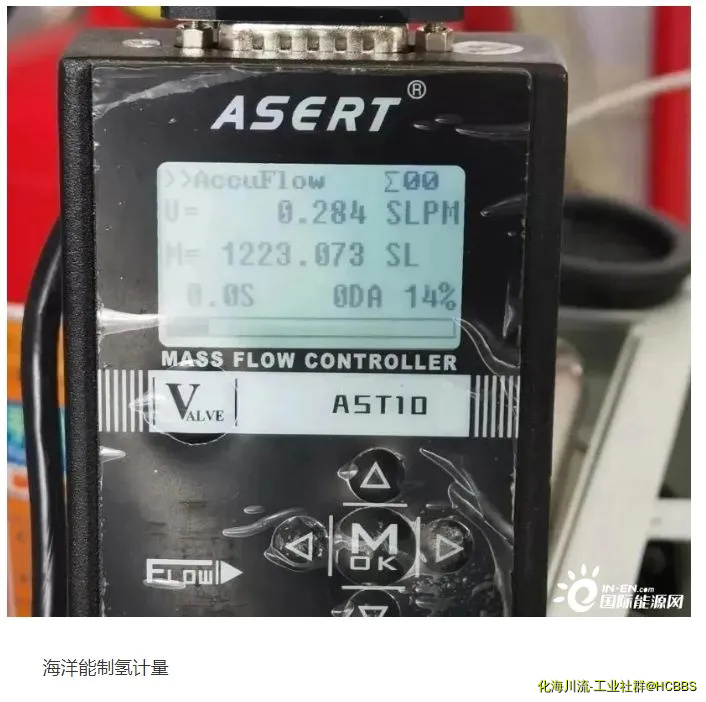 ASERT®
>>AccuFlow Σ00
U= 0.284 SLPM
M= 1223.073 SL
0.0S 0DA 14%
MASS FLOW CONTROLLER
VALVE AST10
M
OK
FLOW
IN-EN.com
国际能源网
海洋能制氢计量
化海川流-工业社群@HCBBS